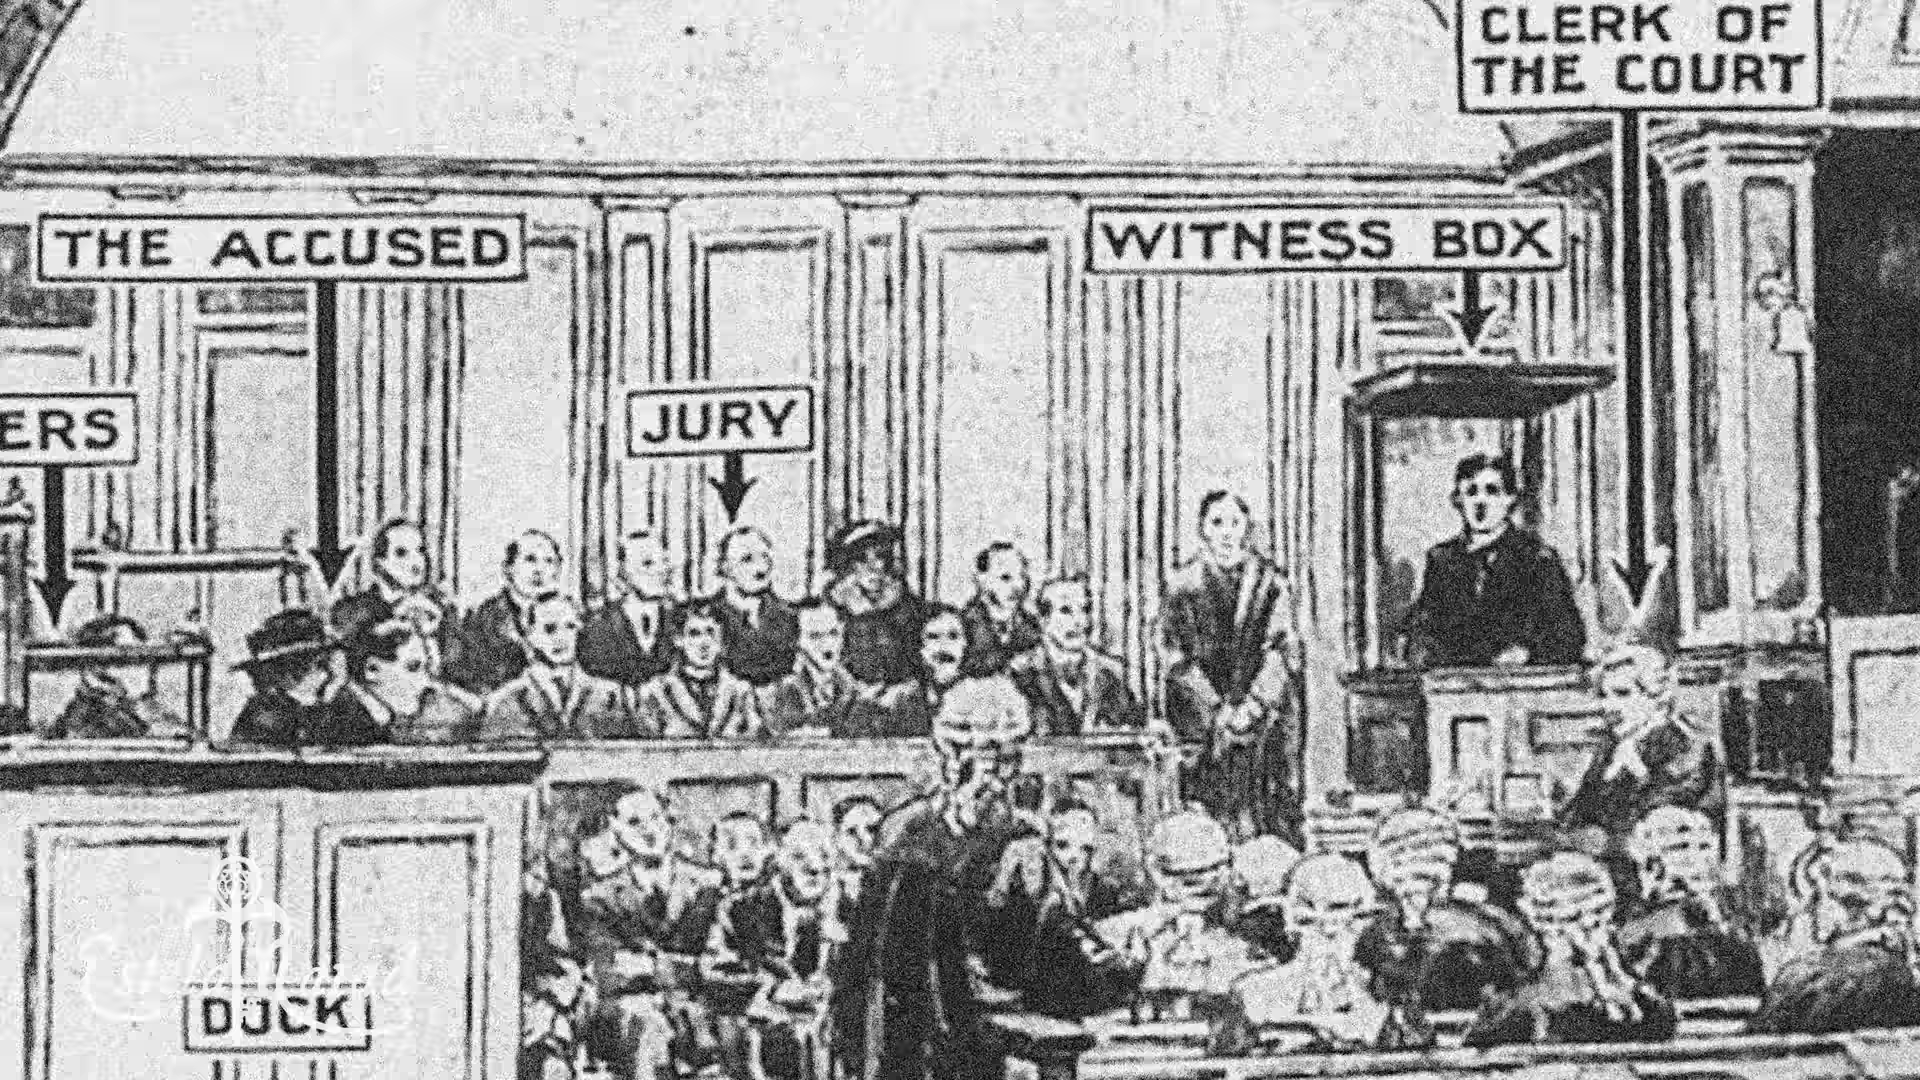 CLERK OF
THE COURT
THE ACCUSED
WITNESS BOX
ERS
JURY
DOCK